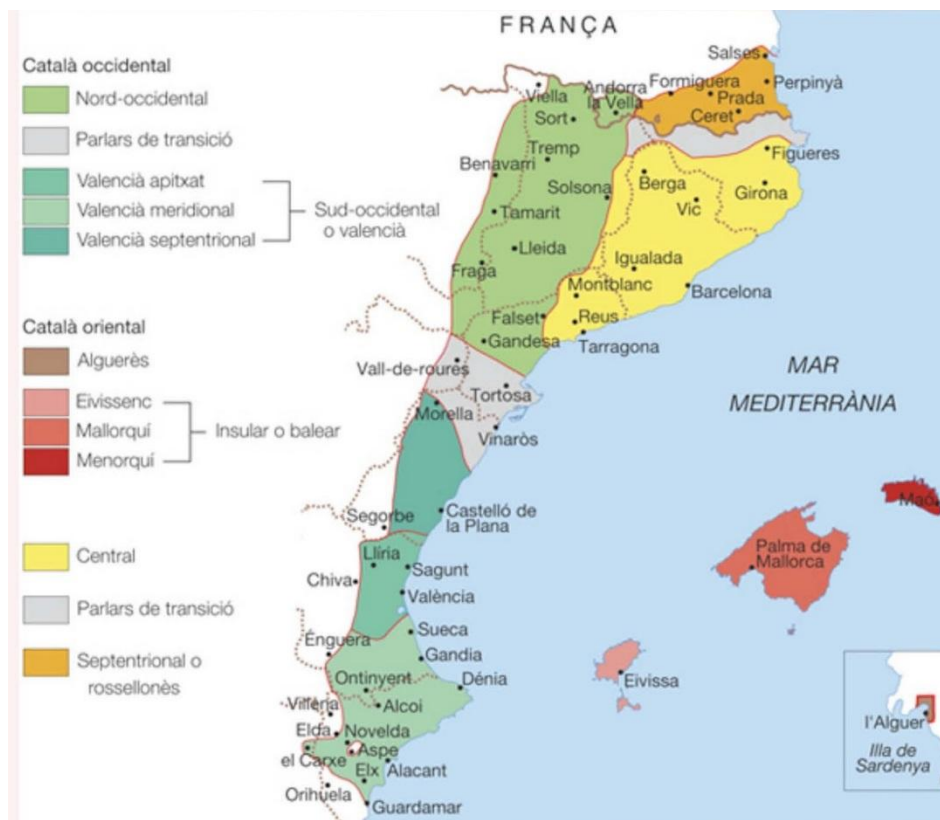 FRANÇA
Català occidental
Nord-occidental
Parlars de transició
Valencià apitxat
Valencià meridional
Valencià septentrional
Sud-occidental
o valencià
Català oriental
Alguerès
Eivissenc
Mallorquí
Menorquí
Insular o balear
Central
Parlars de transició
Septentrional o
rossellonès
Salses
Perpinyà
Formiguera
Prada
Ceret
Viella
Andorra
la Vella
Sort
Tremp
Benavarri
Solsona
Figueres
Berga
Girona
Vic
Tamarit
Lleida
Fraga
Igualada
Montblanc
Barcelona
Falset
Reus
Gandesa
Tarragona
Vall-de-roures
Tortosa
Morella
Vinaròs
MAR
MEDITERRÀNIA
Segorbe
Castelló de
la Plana
Maó
Llíria
Sagunt
Chiva
València
Palma de
Mallorca
Sueca
Énguera
Gandia
Ontinyent
Dénia
Eivissa
Alcoi
Villena
Elda
Novelda
Aspe
el Carxe
Elx
Alacant
Orihuela
Guardamar
l'Alguer
Illa de
Sardenya